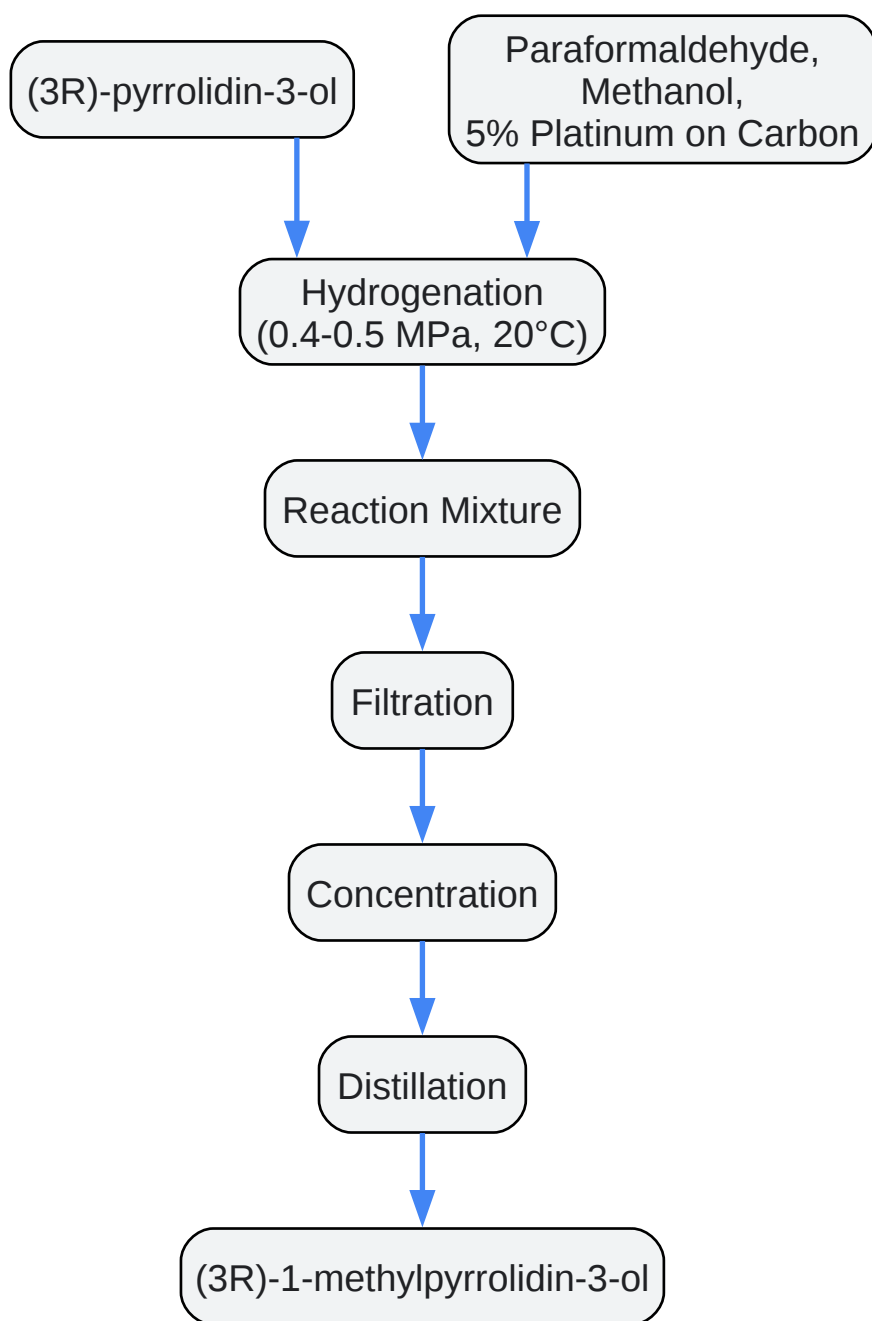 (3R)-pyrrolidin-3-ol
Paraformaldehyde,
Methanol,
5% Platinum on Carbon
Hydrogenation
(0.4-0.5 MPa, 20°C)
Reaction Mixture
Filtration
Concentration
Distillation
(3R)-1-methylpyrrolidin-3-ol